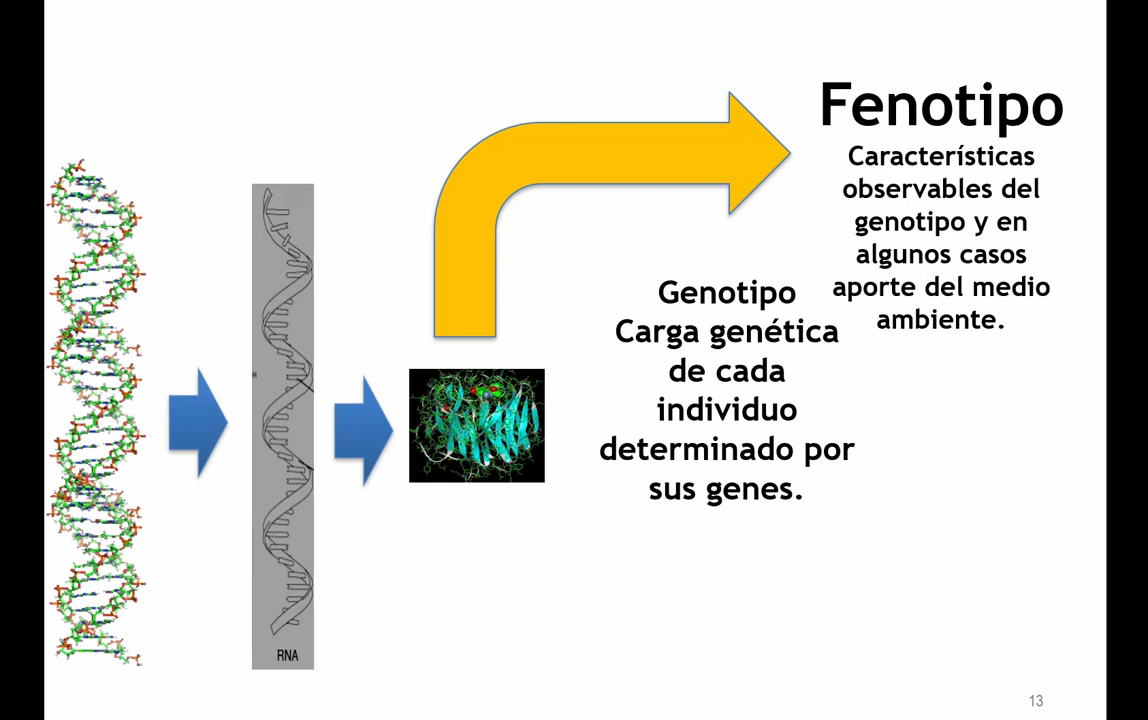 Fenotipo
Características
observables del
genotipo y en
algunos casos
aporte del medio
ambiente.
Genotipo
Carga genética
de cada
individuo
determinado por
sus genes.
H
RNA
13